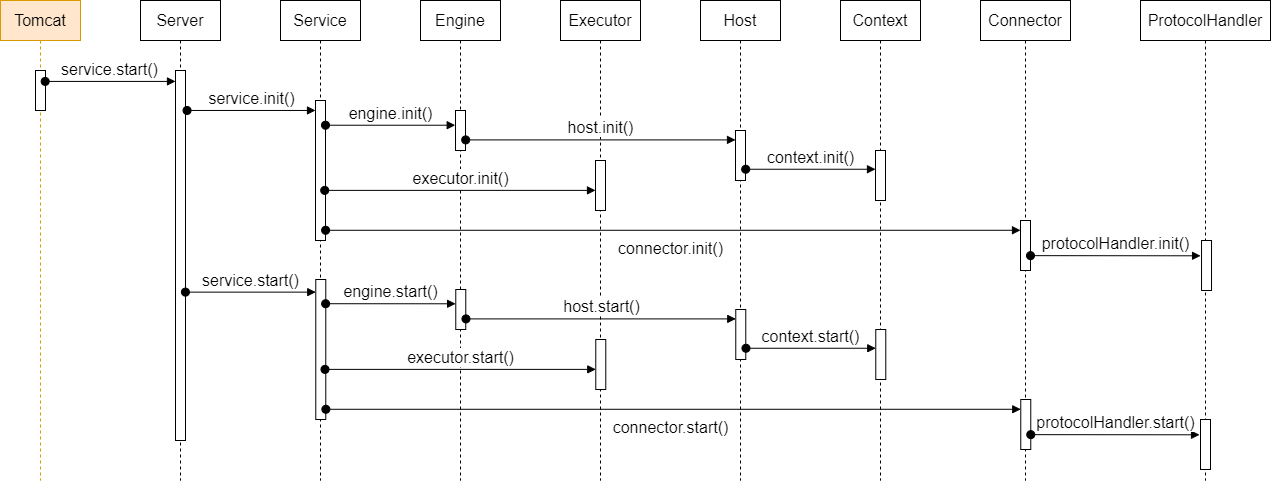 Tomcat
Server
Service
Engine
Executor
Host
Context
Connector
ProtocolHandler
service.start()
service.init()
engine.init()
host.init()
context.init()
executor.init()
connector.init()
protocolHandler.init()
service.start()
engine.start()
host.start()
context.start()
executor.start()
connector.start()
protocolHandler.start()